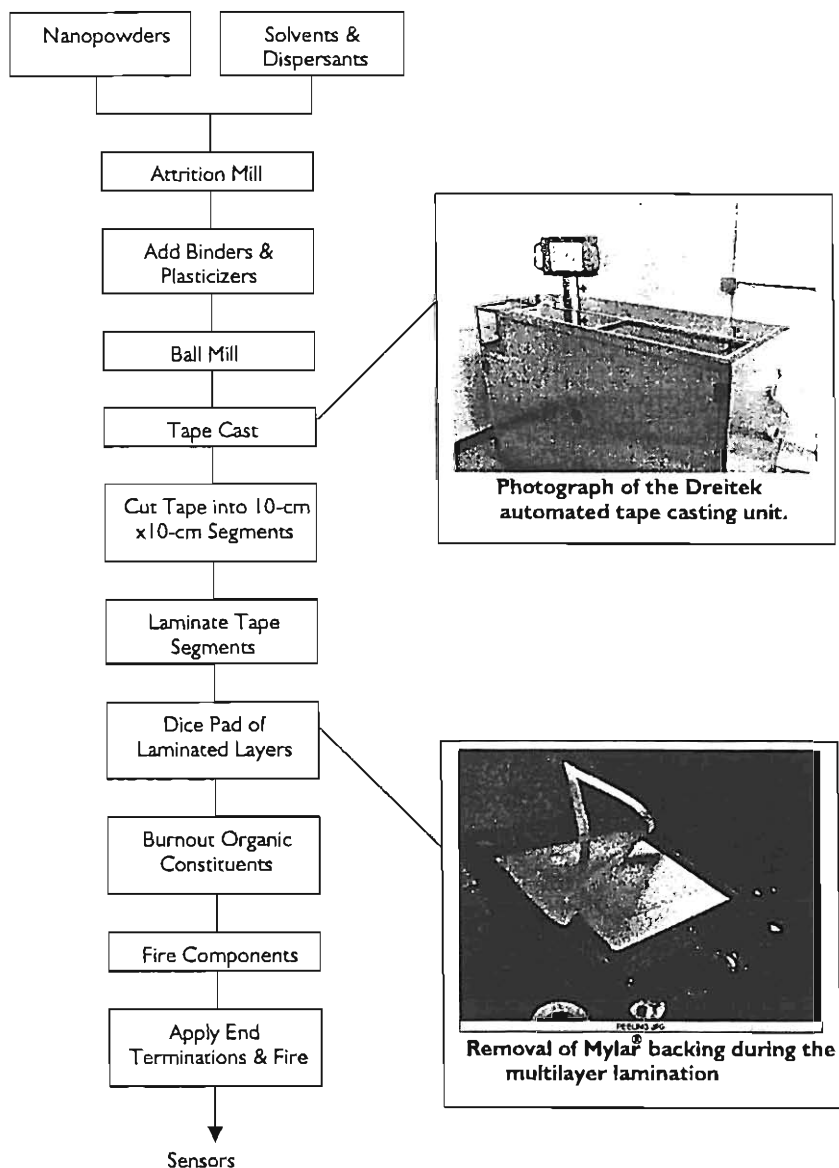 Nanopowders
Solvents &
Dispersants
Attrition Mill
Add Binders &
Plasticizers
Ball Mill
Tape Cast
Cut Tape into 10-cm
x10-cm Segments
Laminate Tape
Segments
Dice Pad of
Laminated Layers
Burnout Organic
Constituents
Fire Components
Apply End
Terminations & Fire
Sensors
Photograph of the Dreitek
automated tape casting unit.
PEELING.JPG
Removal of Mylar® backing during the
multilayer lamination